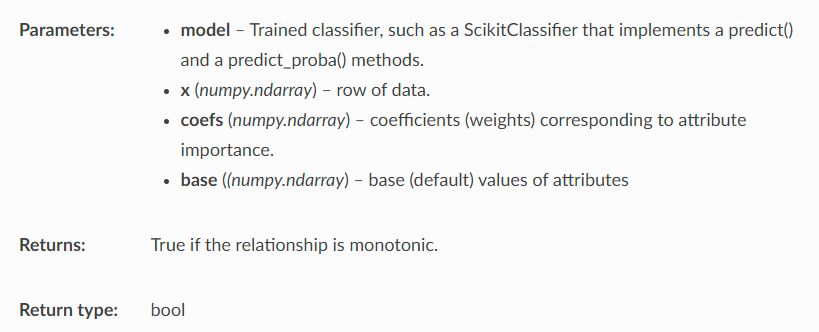 Parameters:
• model – Trained classifier, such as a ScikitClassifier that implements a predict()
and a predict_proba() methods.
• x (numpy.ndarray) – row of data.
• coefs (numpy.ndarray) – coefficients (weights) corresponding to attribute
importance.
• base ((numpy.ndarray) – base (default) values of attributes
Returns: True if the relationship is monotonic.
Return type: bool